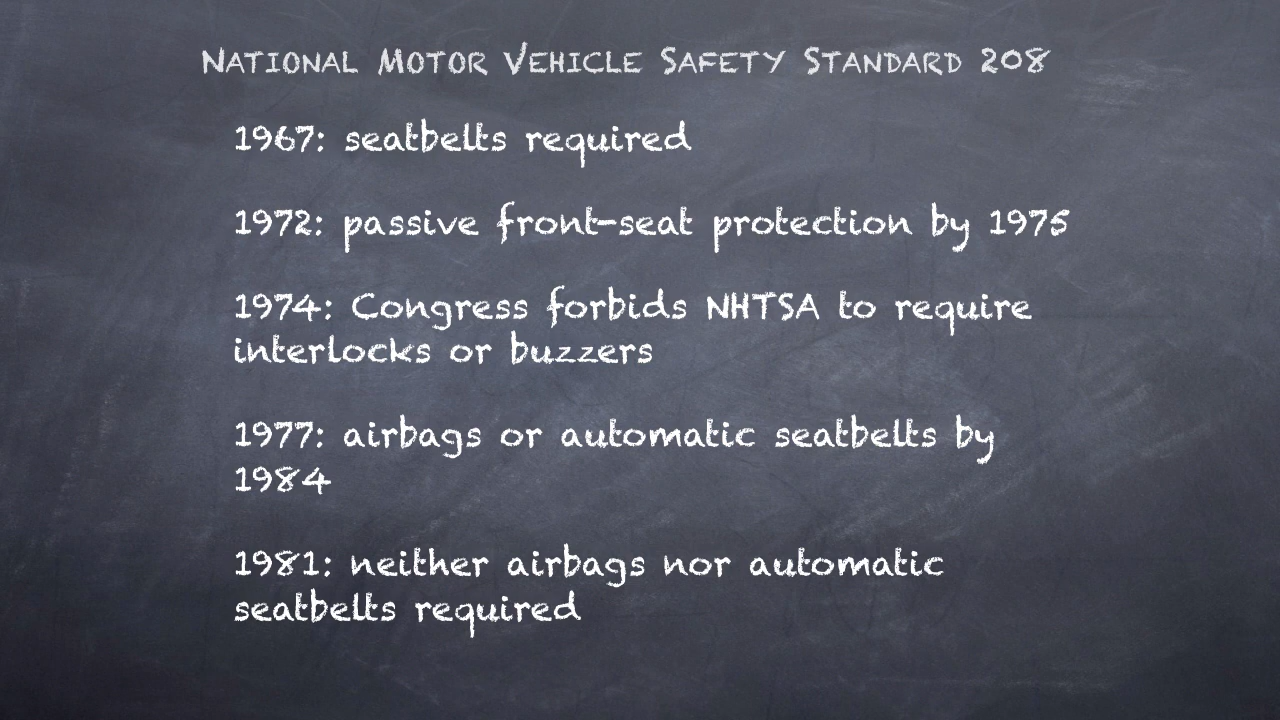 National Motor Vehicle Safety Standard 208
1967: seatbelts required
1972: passive front-seat protection by 1975
1974: Congress forbids NHTSA to require
interlocks or buzzers
1977: airbags or automatic seatbelts by
1984
1981: neither airbags nor automatic
seatbelts required